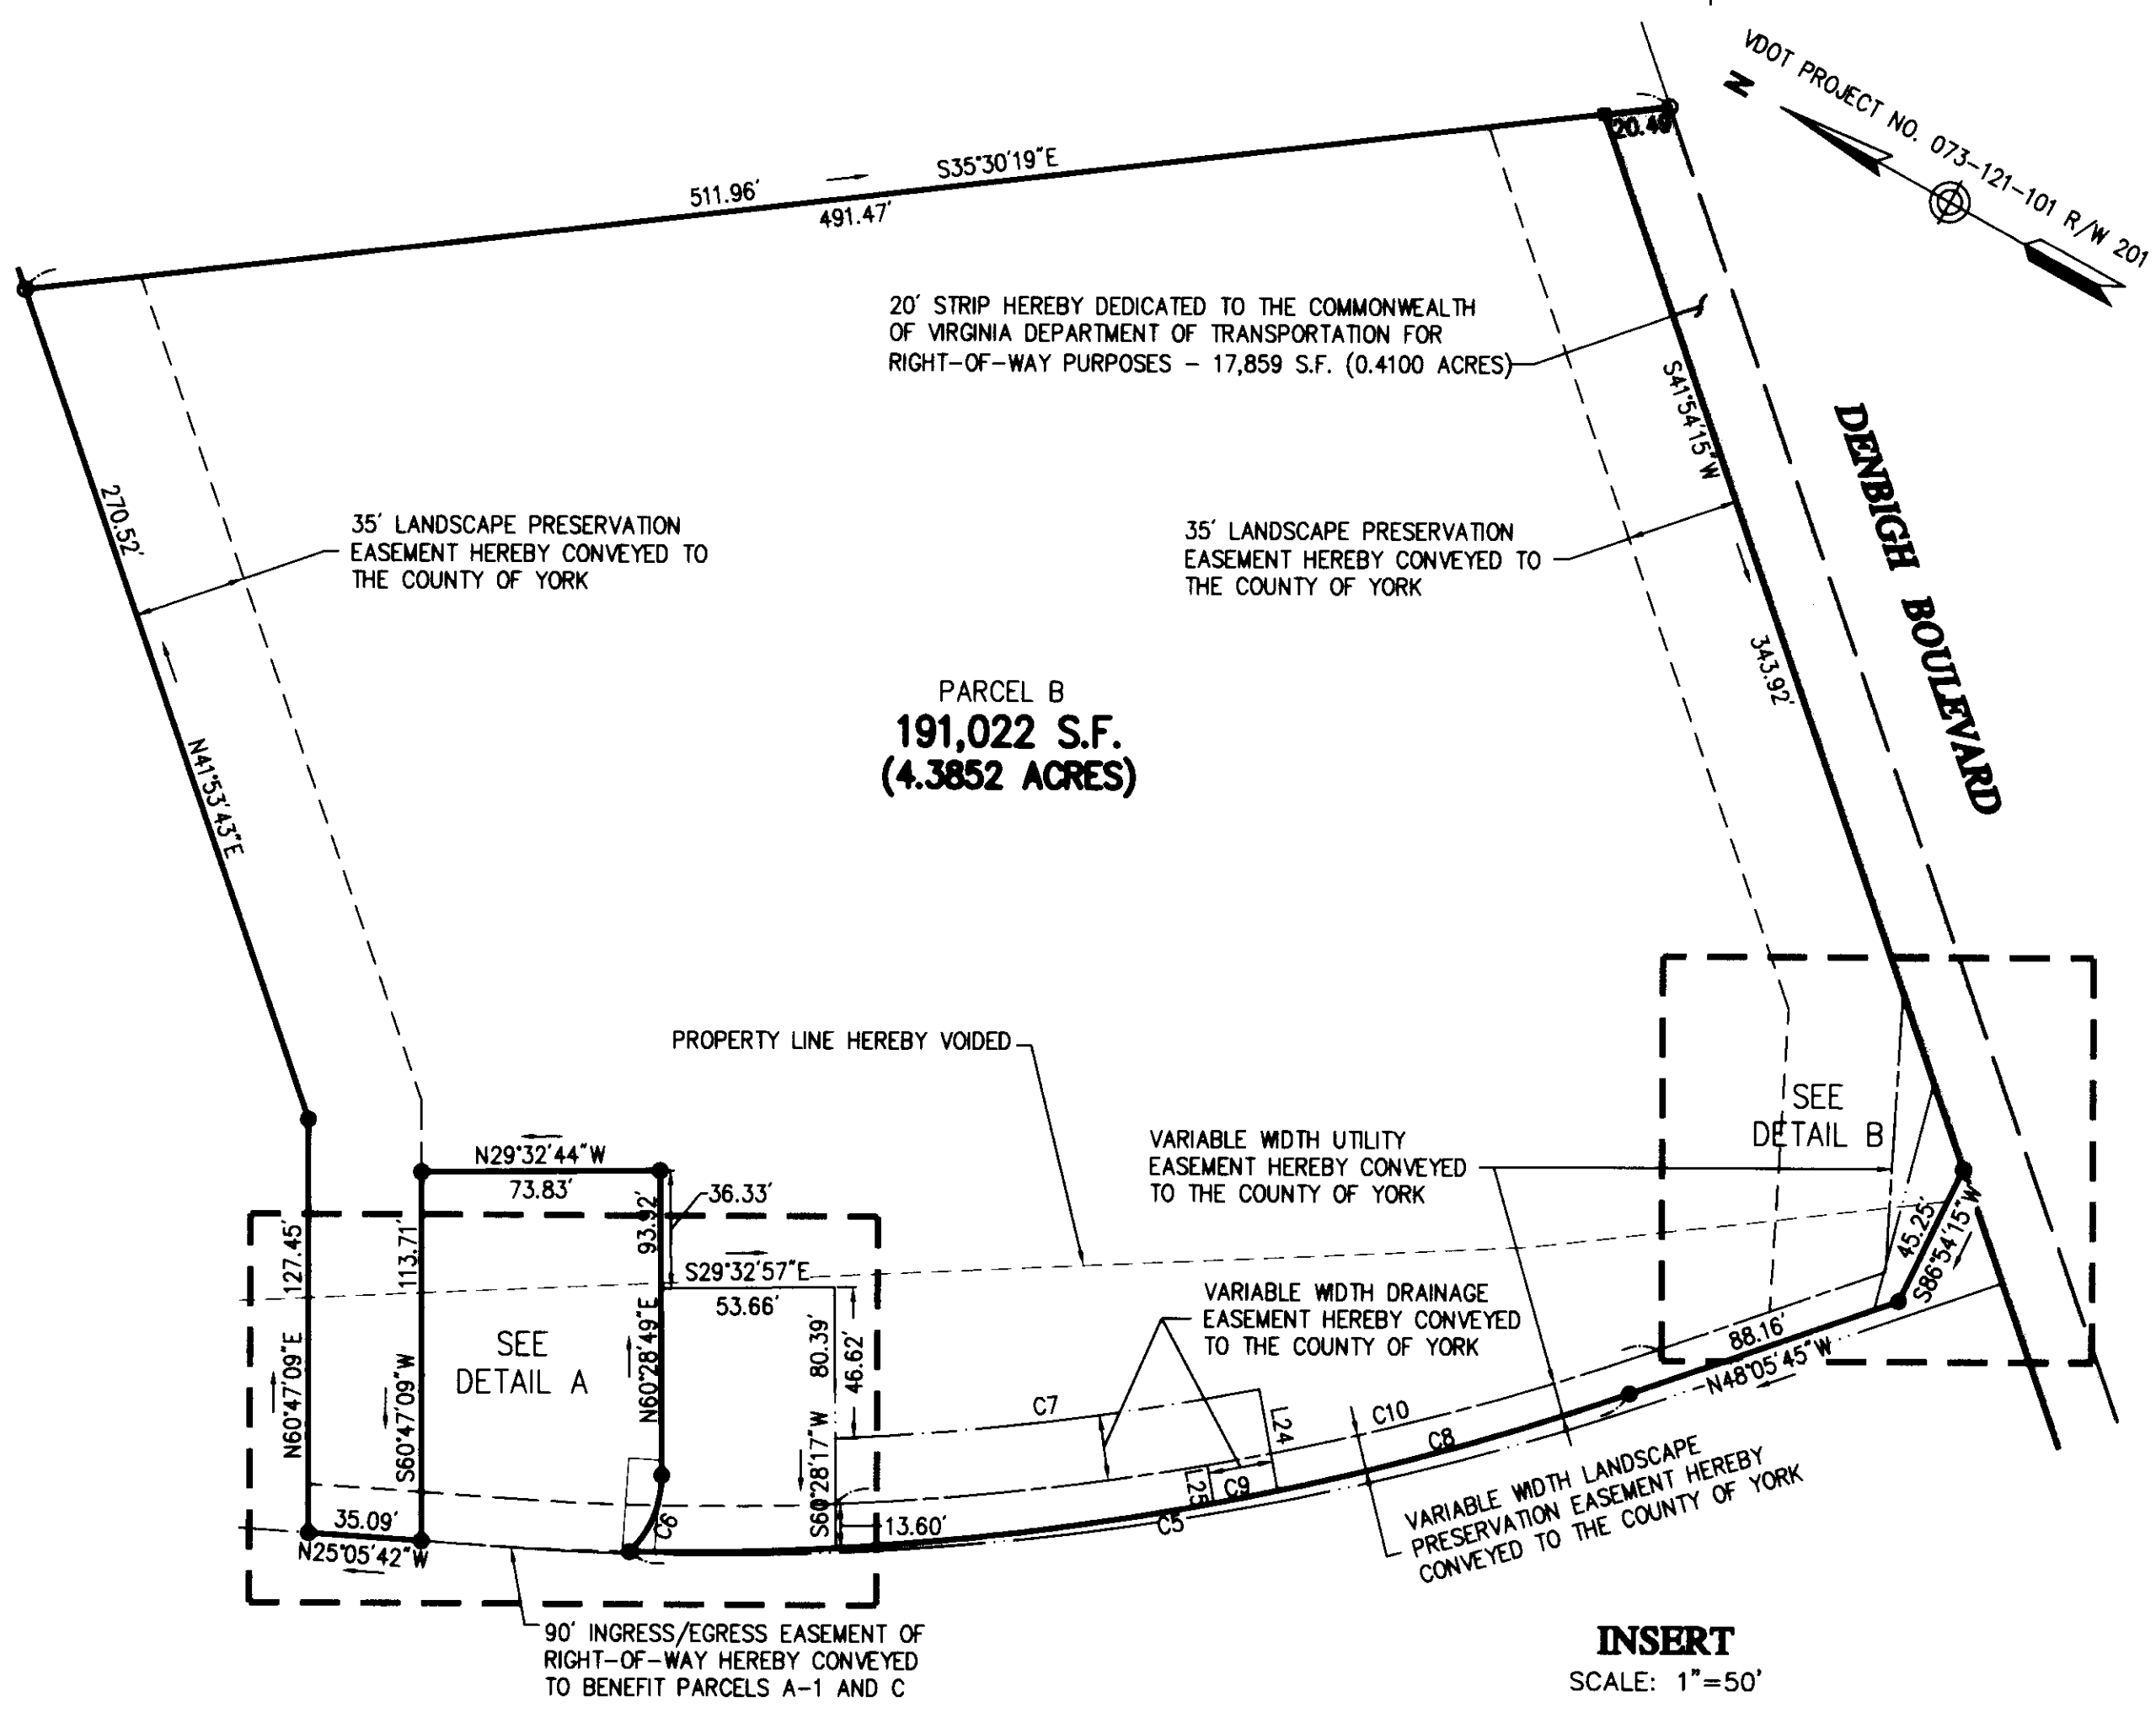 VDOT PROJECT NO. 073-121-101 R/W 201
N
20.49'
S35°30'19"E
511.96'
491.47'
20' STRIP HEREBY DEDICATED TO THE COMMONWEALTH
OF VIRGINIA DEPARTMENT OF TRANSPORTATION FOR
RIGHT-OF-WAY PURPOSES - 17,859 S.F. (0.4100 ACRES)
S41°54'15"W
DENBIGH BOULEVARD
270.52'
35' LANDSCAPE PRESERVATION
EASEMENT HEREBY CONVEYED TO
THE COUNTY OF YORK
35' LANDSCAPE PRESERVATION
EASEMENT HEREBY CONVEYED TO
THE COUNTY OF YORK
343.92'
PARCEL B
191,022 S.F.
(4.3852 ACRES)
N41°53'43"E
PROPERTY LINE HEREBY VOIDED
SEE
DETAIL B
VARIABLE WIDTH UTILITY
EASEMENT HEREBY CONVEYED
TO THE COUNTY OF YORK
N29°32'44"W
73.83'
36.33'
93.92'
127.45'
113.71'
45.25'
S86°54'15"W
S29°32'57"E
53.66'
VARIABLE WIDTH DRAINAGE
EASEMENT HEREBY CONVEYED
TO THE COUNTY OF YORK
SEE
DETAIL A
80.39'
46.62'
88.16'
N48°05'45"W
N60°47'09"E
S60°47'09"W
N60°28'49"E
S60°28'17"W
C7
L24
C10
C8
L25
C9
C5
C6
13.60'
35.09'
N25°05'42"W
VARIABLE WIDTH LANDSCAPE
PRESERVATION EASEMENT HEREBY
CONVEYED TO THE COUNTY OF YORK
90' INGRESS/EGRESS EASEMENT OF
RIGHT-OF-WAY HEREBY CONVEYED
TO BENEFIT PARCELS A-1 AND C
INSERT
SCALE: 1"=50'